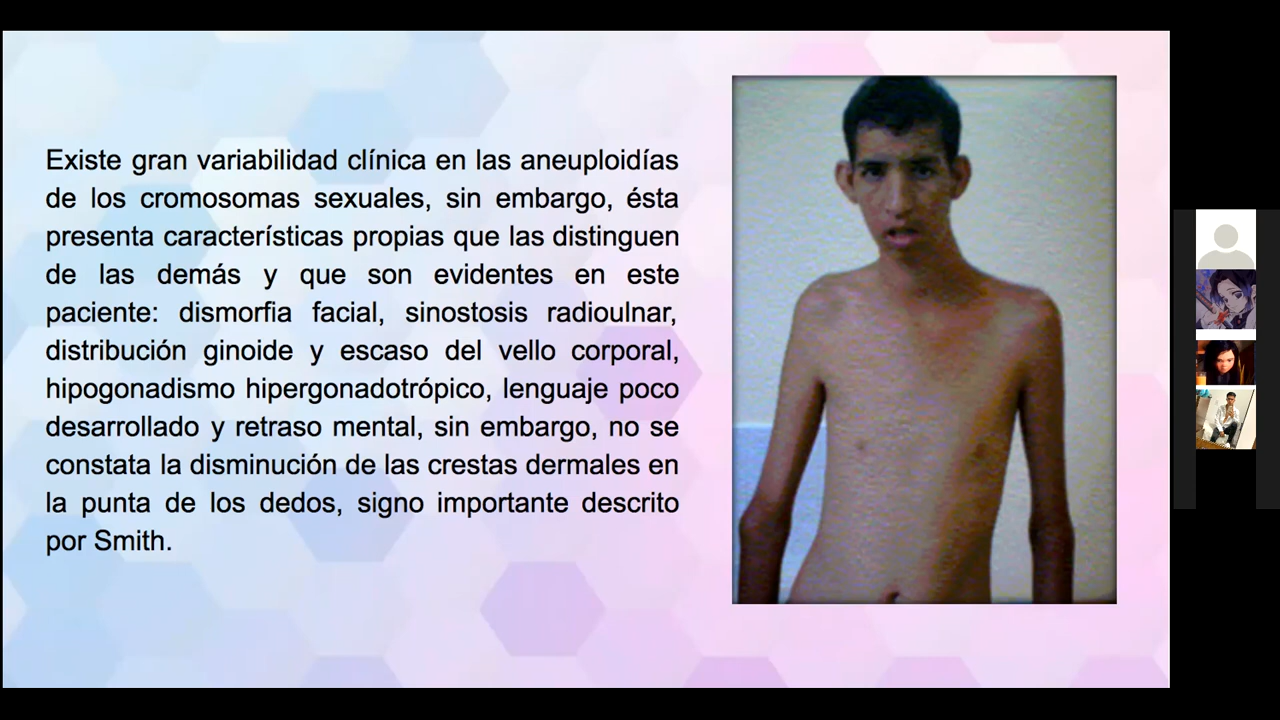 Existe gran variabilidad clínica en las aneuploidías
de los cromosomas sexuales, sin embargo, ésta
presenta características propias que las distinguen
de las demás y que son evidentes en este
paciente: dismorfia facial, sinostosis radioulnar,
distribución ginoide y escaso del vello corporal,
hipogonadismo hipergonadotrópico, lenguaje poco
desarrollado y retraso mental, sin embargo, no se
constata la disminución de las crestas dermales en
la punta de los dedos, signo importante descrito
por Smith.